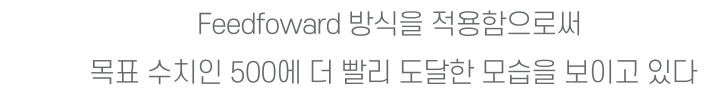 Feedfoward 방식을 적용함으로써
목표 수치인 500에 더 빨리 도달한 모습을 보이고 있다